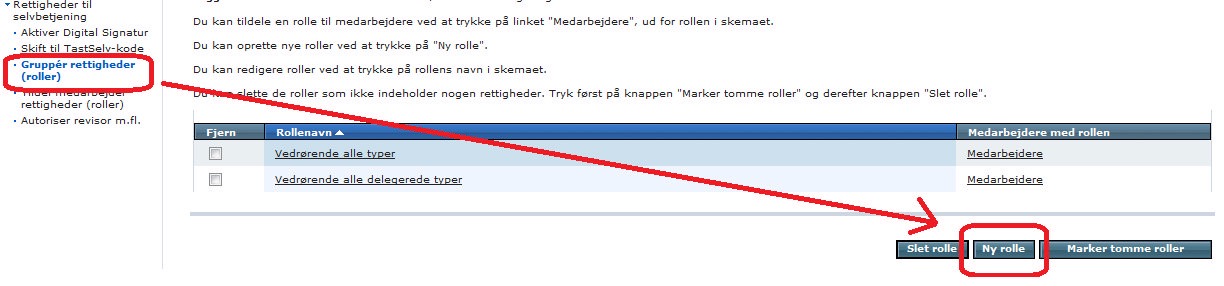 Rettigheder til
selvbetjening
Aktiver Digital Signatur
Skift til TastSelv-kode
Gruppér rettigheder
(roller)
medarbejder
rettigheder (roller)
Autoriser revisor m.fl.
Du kan tildele en rolle til medarbejdere ved at trykke på linket "Medarbejdere", ud for rollen i skemaet.
Du kan oprette nye roller ved at trykke på "Ny rolle".
Du kan redigere roller ved at trykke på rollens navn i skemaet.
Du kan slette de roller som ikke indeholder nogen rettigheder. Tryk først på knappen "Marker tomme roller" og derefter knappen "Slet rolle".
Fjern Rollenavn Medarbejdere med rollen
Vedrørende alle typer Medarbejdere
Vedrørende alle delegerede typer Medarbejdere
Slet rolle Ny rolle Marker tomme roller